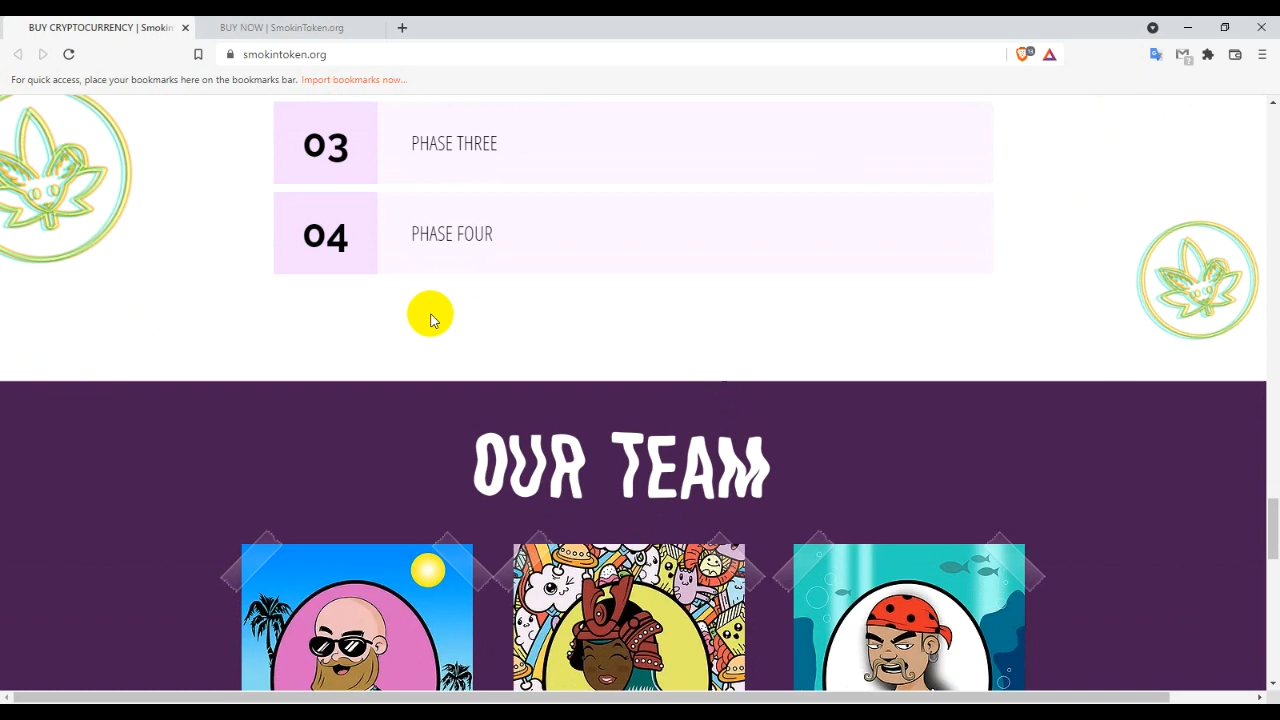 BUY CRYPTOCURRENCY | Smokin
BUY NOW | SmokinToken.org
smokintoken.org
For quick access, place your bookmarks here on the bookmarks bar. Import bookmarks now...
03
PHASE THREE
04
PHASE FOUR
OUR TEAM